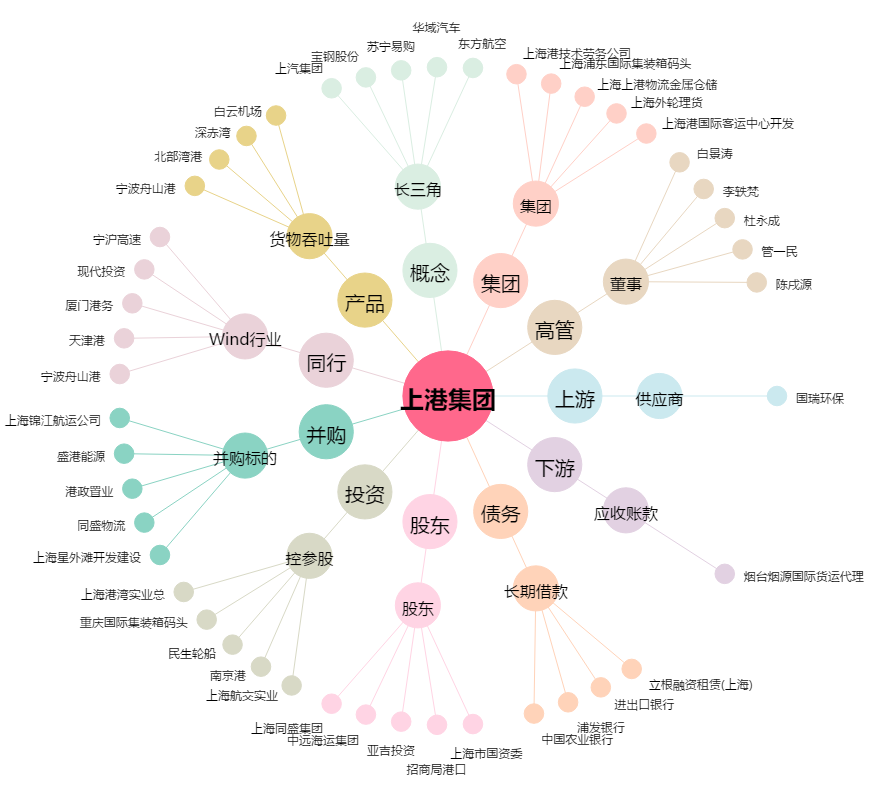 华域汽车
苏宁易购
东方航空
宝钢股份
上汽集团
上海港技术劳务公司
上海浦东国际集装箱码头
上海上港物流金属仓储
上海外轮理货
上海港国际客运中心开发
白云机场
深赤湾
北部湾港
宁波舟山港
长三角
集团
白景涛
李轶梵
杜永成
管一民
陈戌源
货物吞吐量
概念
集团
董事
宁沪高速
现代投资
厦门港务
天津港
宁波舟山港
产品
高管
Wind行业
同行
上港集团
上游
供应商
国瑞环保
上海锦江航运公司
盛港能源
港政置业
同盛物流
上海星外滩开发建设
并购标的
并购
下游
应收账款
烟台烟源国际货运代理
投资
股东
债务
控参股
股东
长期借款
上海港湾实业总
重庆国际集装箱码头
民生轮船
南京港
上海航交实业
上海同盛集团
中远海运集团
亚吉投资
招商局港口
上海市国资委
中国农业银行
浦发银行
进出口银行
立根融资租赁(上海)